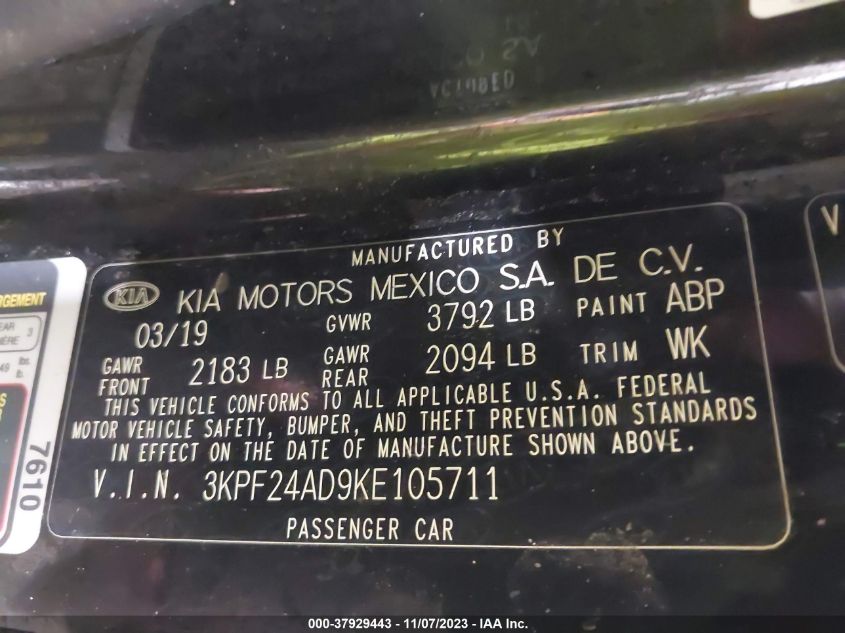 MANUFACTURED BY
KIA KIA MOTORS MEXICO S.A. DE C.V.
03/19 GVWR 3792 LB PAINT ABP
GAWR FRONT 2183 LB GAWR REAR 2094 LB TRIM WK
THIS VEHICLE CONFORMS TO ALL APPLICABLE U.S.A. FEDERAL
MOTOR VEHICLE SAFETY, BUMPER, AND THEFT PREVENTION STANDARDS
IN EFFECT ON THE DATE OF MANUFACTURE SHOWN ABOVE.
V.I.N. 3KPF24AD9KE105711
PASSENGER CAR
7610
000-37929443 - 11/07/2023 - IAA Inc.